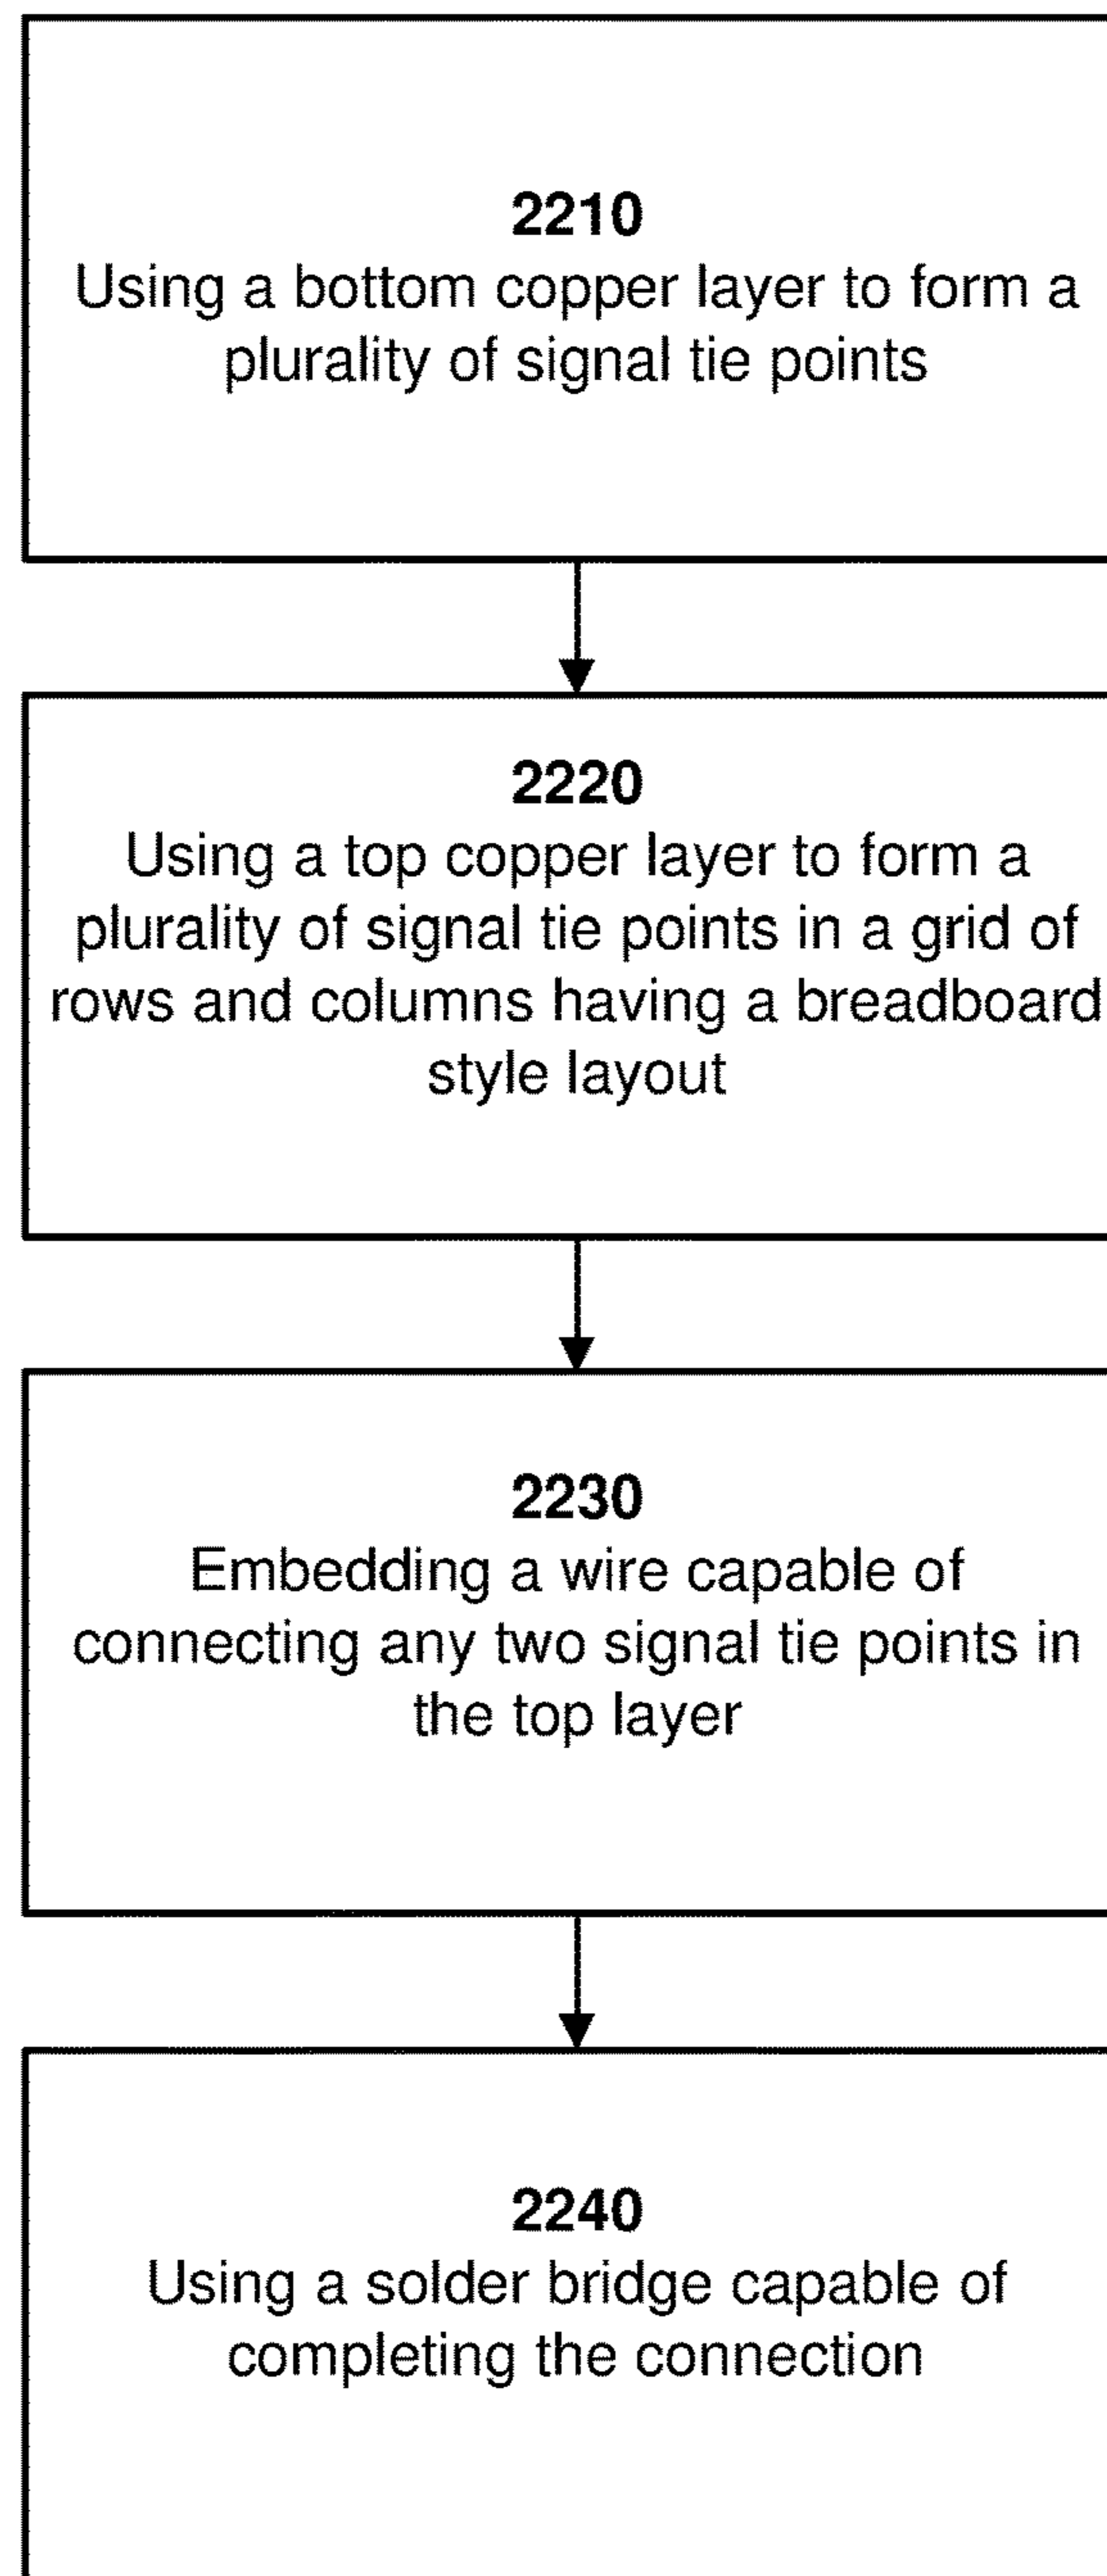 2210
Using a bottom copper layer to form a
plurality of signal tie points
2220
Using a top copper layer to form a
plurality of signal tie points in a grid of
rows and columns having a breadboard
style layout
2230
Embedding a wire capable of
connecting any two signal tie points in
the top layer
2240
Using a solder bridge capable of
completing the connection